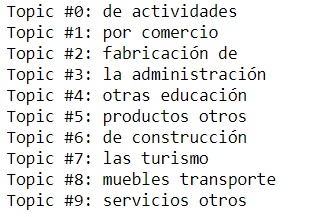 Topic #0: de actividades
Topic #1: por comercio
Topic #2: fabricación de
Topic #3: la administración
Topic #4: otras educación
Topic #5: productos otros
Topic #6: de construcción
Topic #7: las turismo
Topic #8: muebles transporte
Topic #9: servicios otros